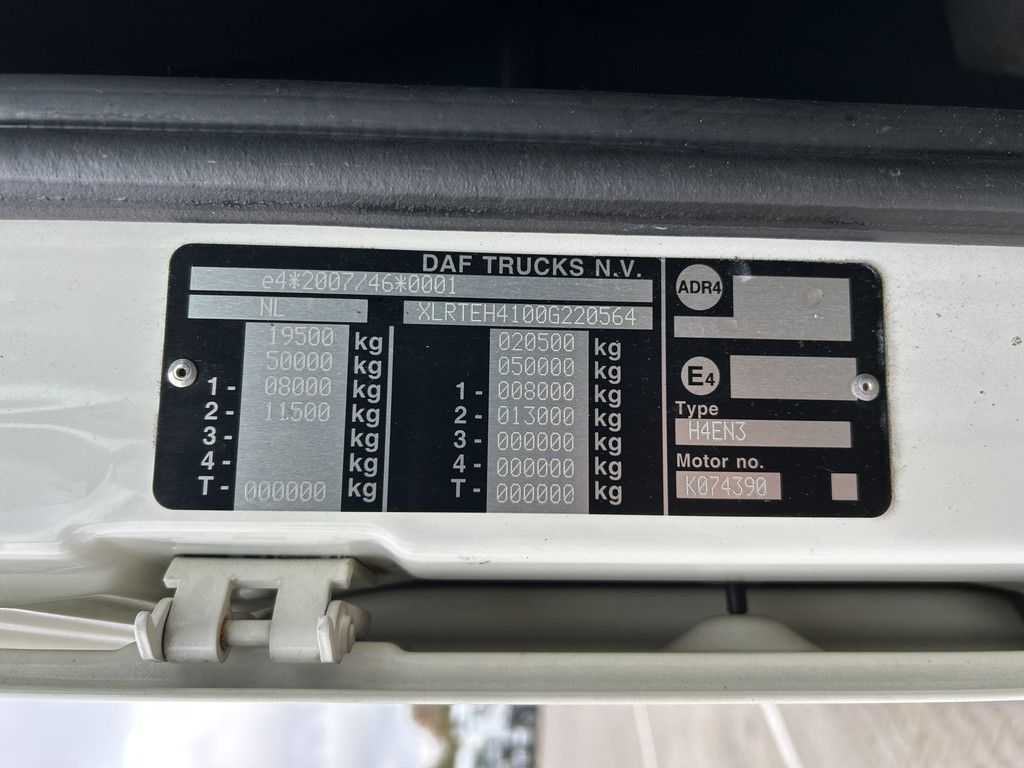 DAF TRUCKS N.V.
e4*2007/46*0001
NL XLRTEH4100G220564
19500 kg
50000 kg
1- 08000 kg
2- 11500 kg
3- kg
4- kg
T- 000000 kg
020500 kg
050000 kg
1- 008000 kg
2- 013000 kg
3- 000000 kg
4- 000000 kg
T- 000000 kg
ADR4
E4
Type
H4EN3
Motor no.
K074390